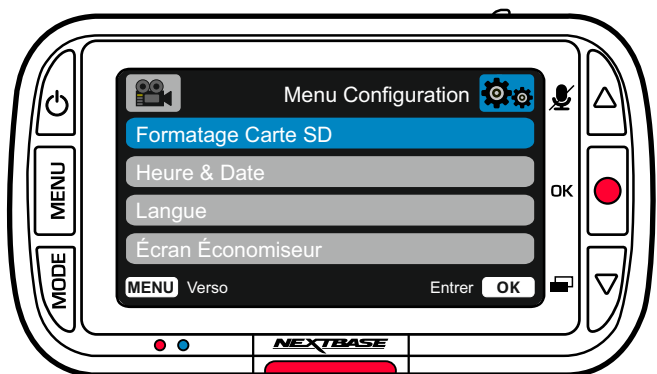 Menu Configuration
Formatage Carte SD
Heure & Date
Langue
Écran Économiseur
MENU Verso Entrer OK
MENU
MODE
OK
NEXTBASE